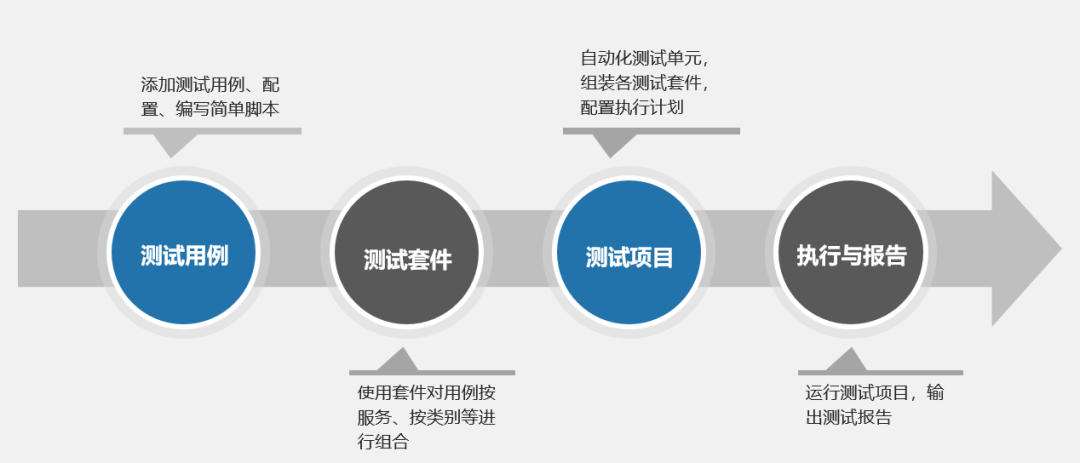 添加测试用例、配
置、编写简单脚本
自动化测试单元，
组装各测试套件，
配置执行计划
测试用例
测试套件
测试项目
执行与报告
使用套件对用例按
服务、按类别等进
行组合
运行测试项目，输
出测试报告